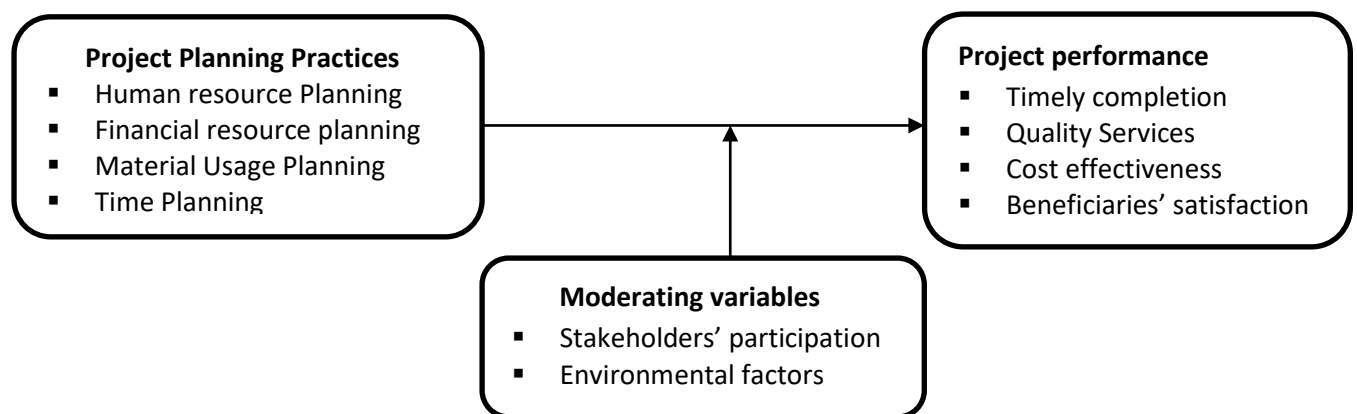 Project Planning Practices
▪ Human resource Planning
▪ Financial resource planning
▪ Material Usage Planning
▪ Time Planning
Project performance
▪ Timely completion
▪ Quality Services
▪ Cost effectiveness
▪ Beneficiaries’ satisfaction
Moderating variables
▪ Stakeholders’ participation
▪ Environmental factors